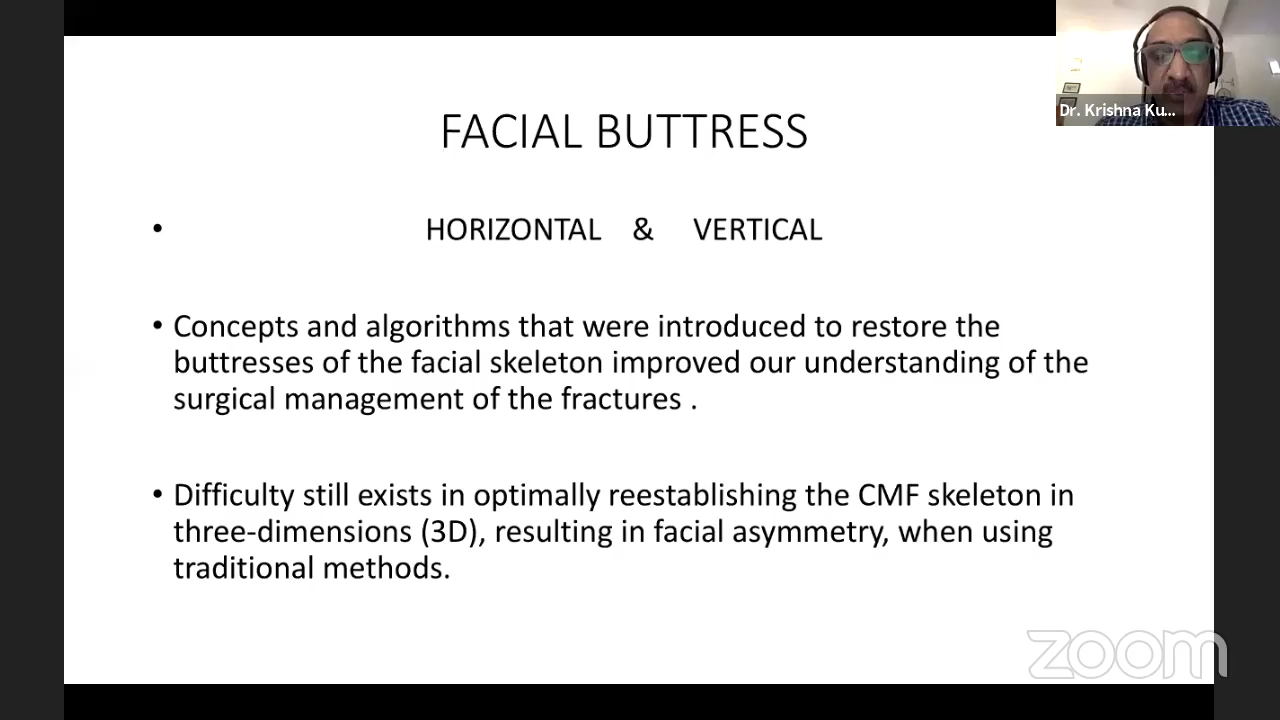 Dr. Krishna Ku...
FACIAL BUTTRESS
• HORIZONTAL & VERTICAL
• Concepts and algorithms that were introduced to restore the
buttresses of the facial skeleton improved our understanding of the
surgical management of the fractures .
• Difficulty still exists in optimally reestablishing the CMF skeleton in
three-dimensions (3D), resulting in facial asymmetry, when using
traditional methods.
zoom